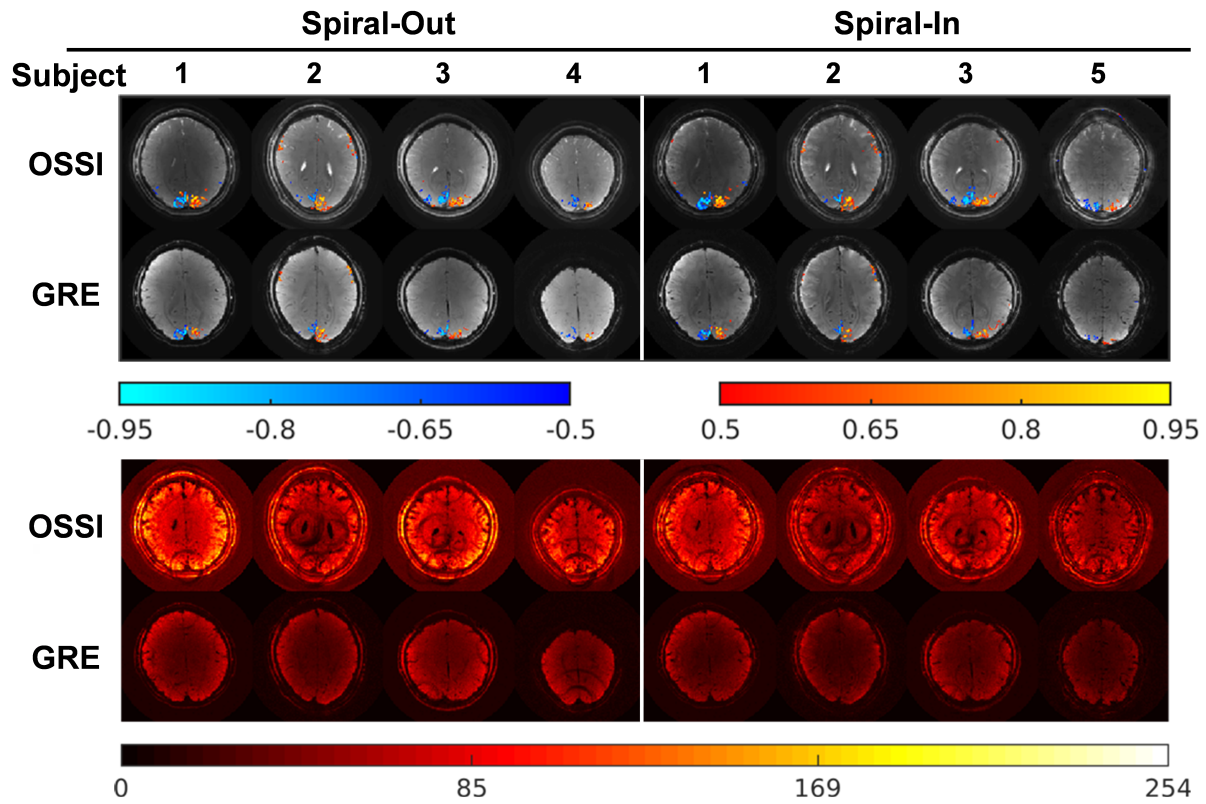 Spiral-Out Spiral-In
Subject 1 2 3 4 1 2 3 5
OSSI
GRE
-0.95 -0.8 -0.65 -0.5 0.5 0.65 0.8 0.95
OSSI
GRE
0 85 169 254